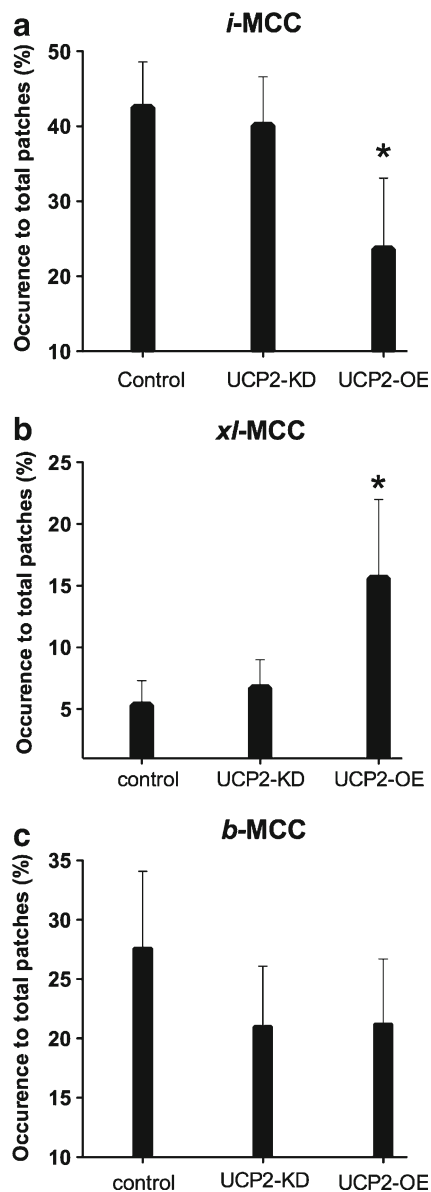 a
i-MCC
Occurence to total patches (%)
50
40
30
20
10
*
Control UCP2-KD UCP2-OE
b
xl-MCC
Occurence to total patches (%)
25
20
15
10
5
*
control UCP2-KD UCP2-OE
c
b-MCC
Occurence to total patches (%)
35
30
25
20
15
10
control UCP2-KD UCP2-OE